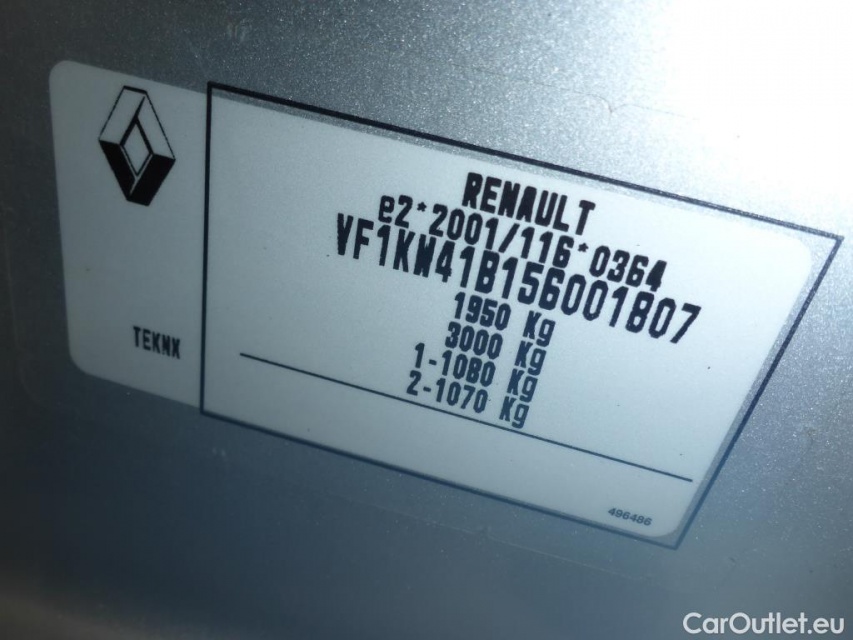 RENAULT
e2*2001/116*0364
VF1KW41B156001807
1950 Kg
3000 Kg
1-1080 Kg
2-1070 Kg
TEKNX
496486
CarOutlet.eu